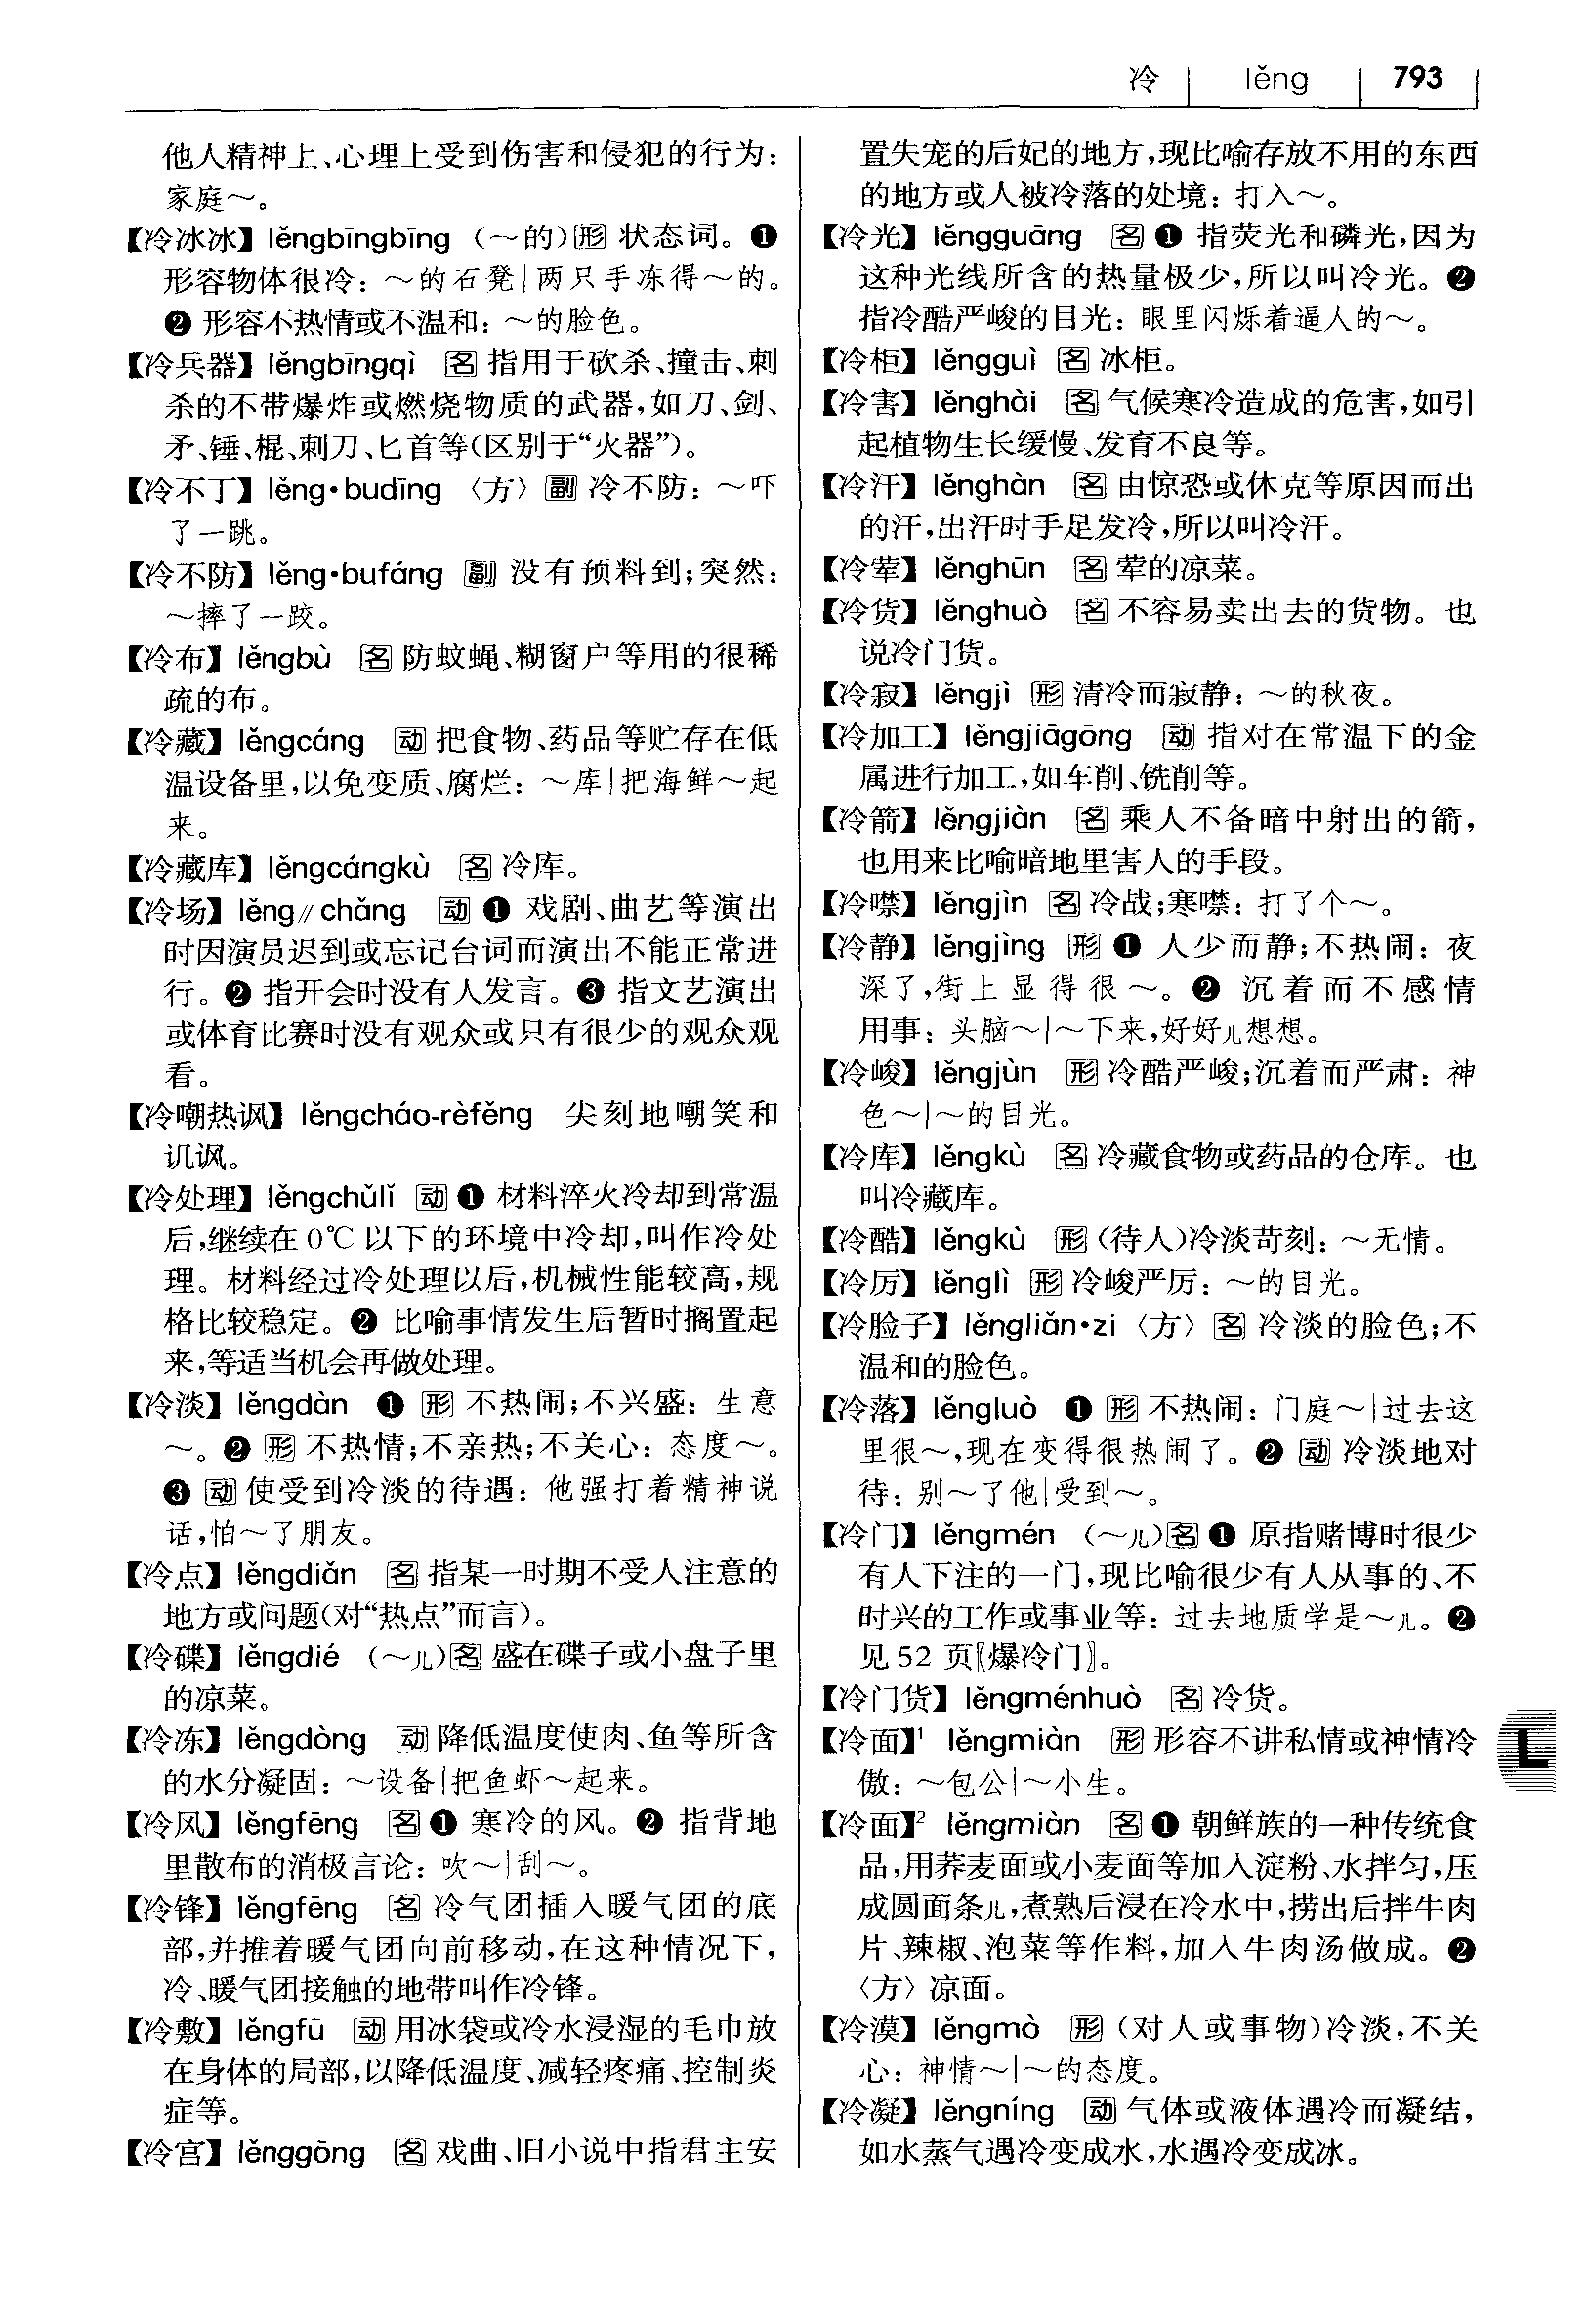 冷 lěng 793
他人精神上、心理上受到伤害和侵犯的行为：
家庭～。
【冷冰冰】lěngbīngbīng（～的）形 状态词。❶
形容物体很冷：～的石凳|两只手冻得～的。
❷ 形容不热情或不温和：～的脸色。
【冷兵器】lěngbīngqì 名 指用于砍杀、撞击、刺
杀的不带爆炸或燃烧物质的武器，如刀、剑、
矛、锤、棍、刺刀、匕首等（区别于“火器”）。
【冷不丁】lěng•budīng 〈方〉副 冷不防：～吓
了一跳。
【冷不防】lěng•bufáng 副 没有预料到；突然：
～摔了一跤。
【冷布】lěngbù 名 防蚊蝇、糊窗户等用的很稀
疏的布。
【冷藏】lěngcáng 动 把食物、药品等贮存在低
温设备里，以免变质、腐烂：～库|把海鲜～起
来。
【冷藏库】lěngcángkù 名 冷库。
【冷场】lěng∥chǎng 动 ❶ 戏剧、曲艺等演出
时因演员迟到或忘记台词而演出不能正常进
行。❷ 指开会时没有人发言。❸ 指文艺演出
或体育比赛时没有观众或只有很少的观众观
看。
【冷嘲热讽】lěngcháo-rèfěng 尖刻地嘲笑和
讥讽。
【冷处理】lěngchǔlǐ 动 ❶ 材料淬火冷却到常温
后，继续在 0℃ 以下的环境中冷却，叫作冷处
理。材料经过冷处理以后，机械性能较高，规
格比较稳定。❷ 比喻事情发生后暂时搁置起
来，等适当机会再做处理。
【冷淡】lěngdàn ❶ 形 不热闹；不兴盛：生意
～。❷ 形 不热情；不亲热；不关心：态度～。
❸ 动 使受到冷淡的待遇：他强打着精神说
话，怕～了朋友。
【冷点】lěngdiǎn 名 指某一时期不受人注意的
地方或问题（对“热点”而言）。
【冷碟】lěngdié（～儿）名 盛在碟子或小盘子里
的凉菜。
【冷冻】lěngdòng 动 降低温度使肉、鱼等所含
的水分凝固：～设备|把鱼虾～起来。
【冷风】lěngfēng 名 ❶ 寒冷的风。❷ 指背地
里散布的消极言论：吹～|刮～。
【冷锋】lěngfēng 名 冷气团插入暖气团的底
部，并推着暖气团向前移动，在这种情况下，
冷、暖气团接触的地带叫作冷锋。
【冷敷】lěngfū 动 用冰袋或冷水浸湿的毛巾放
在身体的局部，以降低温度、减轻疼痛、控制炎
症等。
【冷宫】lěnggōng 名 戏曲、旧小说中指君主安
置失宠的后妃的地方，现比喻存放不用的东西
的地方或人被冷落的处境：打入～。
【冷光】lěngguāng 名 ❶ 指荧光和磷光，因为
这种光线所含的热量极少，所以叫冷光。❷
指冷酷严峻的目光：眼里闪烁着逼人的～。
【冷柜】lěngguì 名 冰柜。
【冷害】lěnghài 名 气候寒冷造成的危害，如引
起植物生长缓慢、发育不良等。
【冷汗】lěnghàn 名 由惊恐或休克等原因而出
的汗，出汗时手足发冷，所以叫冷汗。
【冷荤】lěnghūn 名 荤的凉菜。
【冷货】lěnghuò 名 不容易卖出去的货物。也
说冷门货。
【冷寂】lěngjì 形 清冷而寂静：～的秋夜。
【冷加工】lěngjiāgōng 动 指对在常温下的金
属进行加工，如车削、铣削等。
【冷箭】lěngjiàn 名 乘人不备暗中射出的箭，
也用来比喻暗地里害人的手段。
【冷噤】lěngjìn 名 冷战；寒噤：打了个～。
【冷静】lěngjìng 形 ❶ 人少而静；不热闹：夜
深了，街上显得很～。❷ 沉着而不感情
用事：头脑～|～下来，好好儿想想。
【冷峻】lěngjùn 形 冷酷严峻；沉着而严肃：神
色～|～的目光。
【冷库】lěngkù 名 冷藏食物或药品的仓库。也
叫冷藏库。
【冷酷】lěngkù 形（待人）冷淡苛刻：～无情。
【冷厉】lěnglì 形 冷峻严厉：～的目光。
【冷脸子】lěngliǎn•zi〈方〉名 冷淡的脸色；不
温和的脸色。
【冷落】lěngluò ❶ 形 不热闹：门庭～|过去这
里很～，现在变得很热闹了。❷ 动 冷淡地对
待：别～了他|受到～。
【冷门】lěngmén（～儿）名 ❶ 原指赌博时很少
有人下注的一门，现比喻很少有人从事的、不
时兴的工作或事业等：过去地质学是～儿。❷
见 52 页〖爆冷门〗。
【冷门货】lěngménhuò 名 冷货。
【冷面】¹ lěngmiàn 形 形容不讲私情或神情冷
傲：～包公|～小生。
L
【冷面】² lěngmiàn 名 ❶ 朝鲜族的一种传统食
品，用荞麦面或小麦面等加入淀粉、水拌匀，压
成圆面条儿，煮熟后浸在冷水中，捞出后拌牛肉
片、辣椒、泡菜等作料，加入牛肉汤做成。❷
〈方〉凉面。
【冷漠】lěngmò 形（对人或事物）冷淡，不关
心：神情～|～的态度。
【冷凝】lěngníng 动 气体或液体遇冷而凝结，
如水蒸气遇冷变成水，水遇冷变成冰。